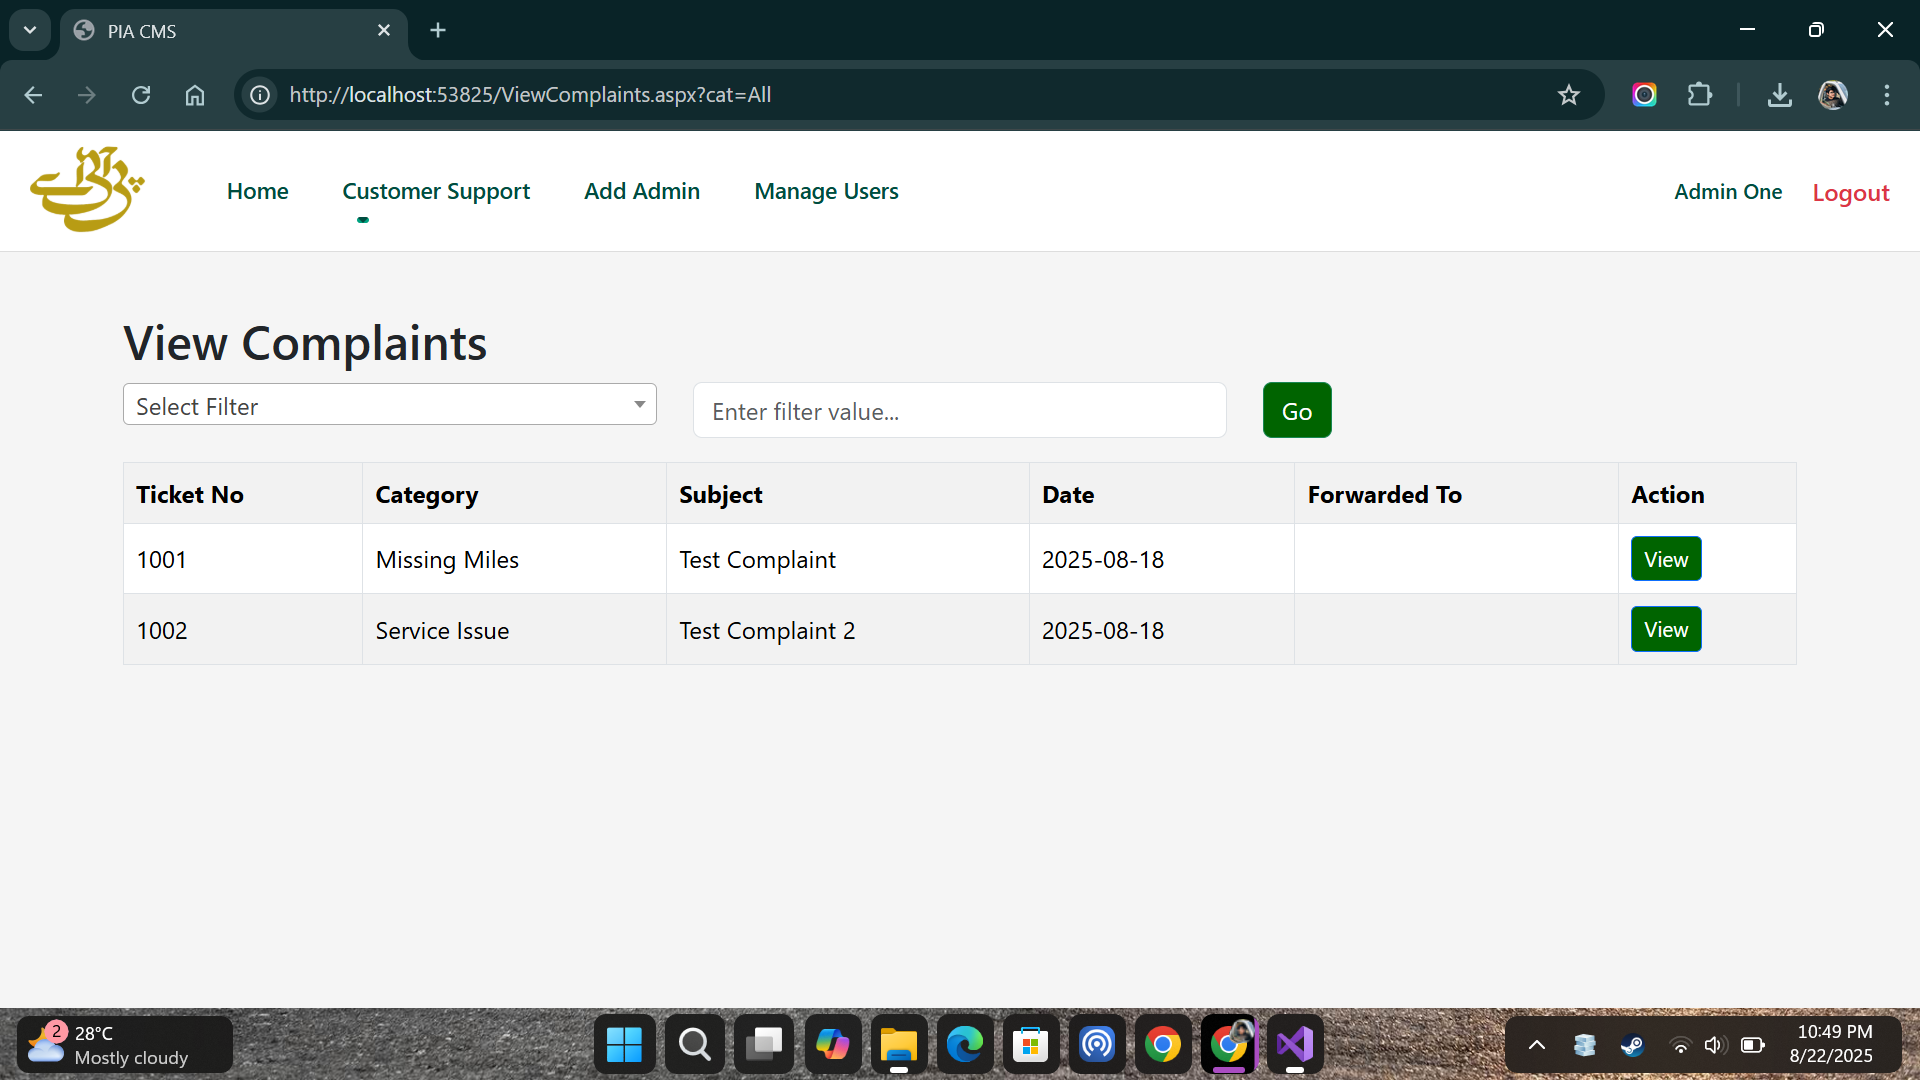 PIA CMS
http://localhost:53825/ViewComplaints.aspx?cat=All
Home
Customer Support
Add Admin
Manage Users
Admin One
Logout
View Complaints
Select Filter
Enter filter value...
Go
Ticket No Category Subject Date Forwarded To Action
1001 Missing Miles Test Complaint 2025-08-18 View
1002 Service Issue Test Complaint 2 2025-08-18 View
2
28°C
Mostly cloudy
10:49 PM
8/22/2025